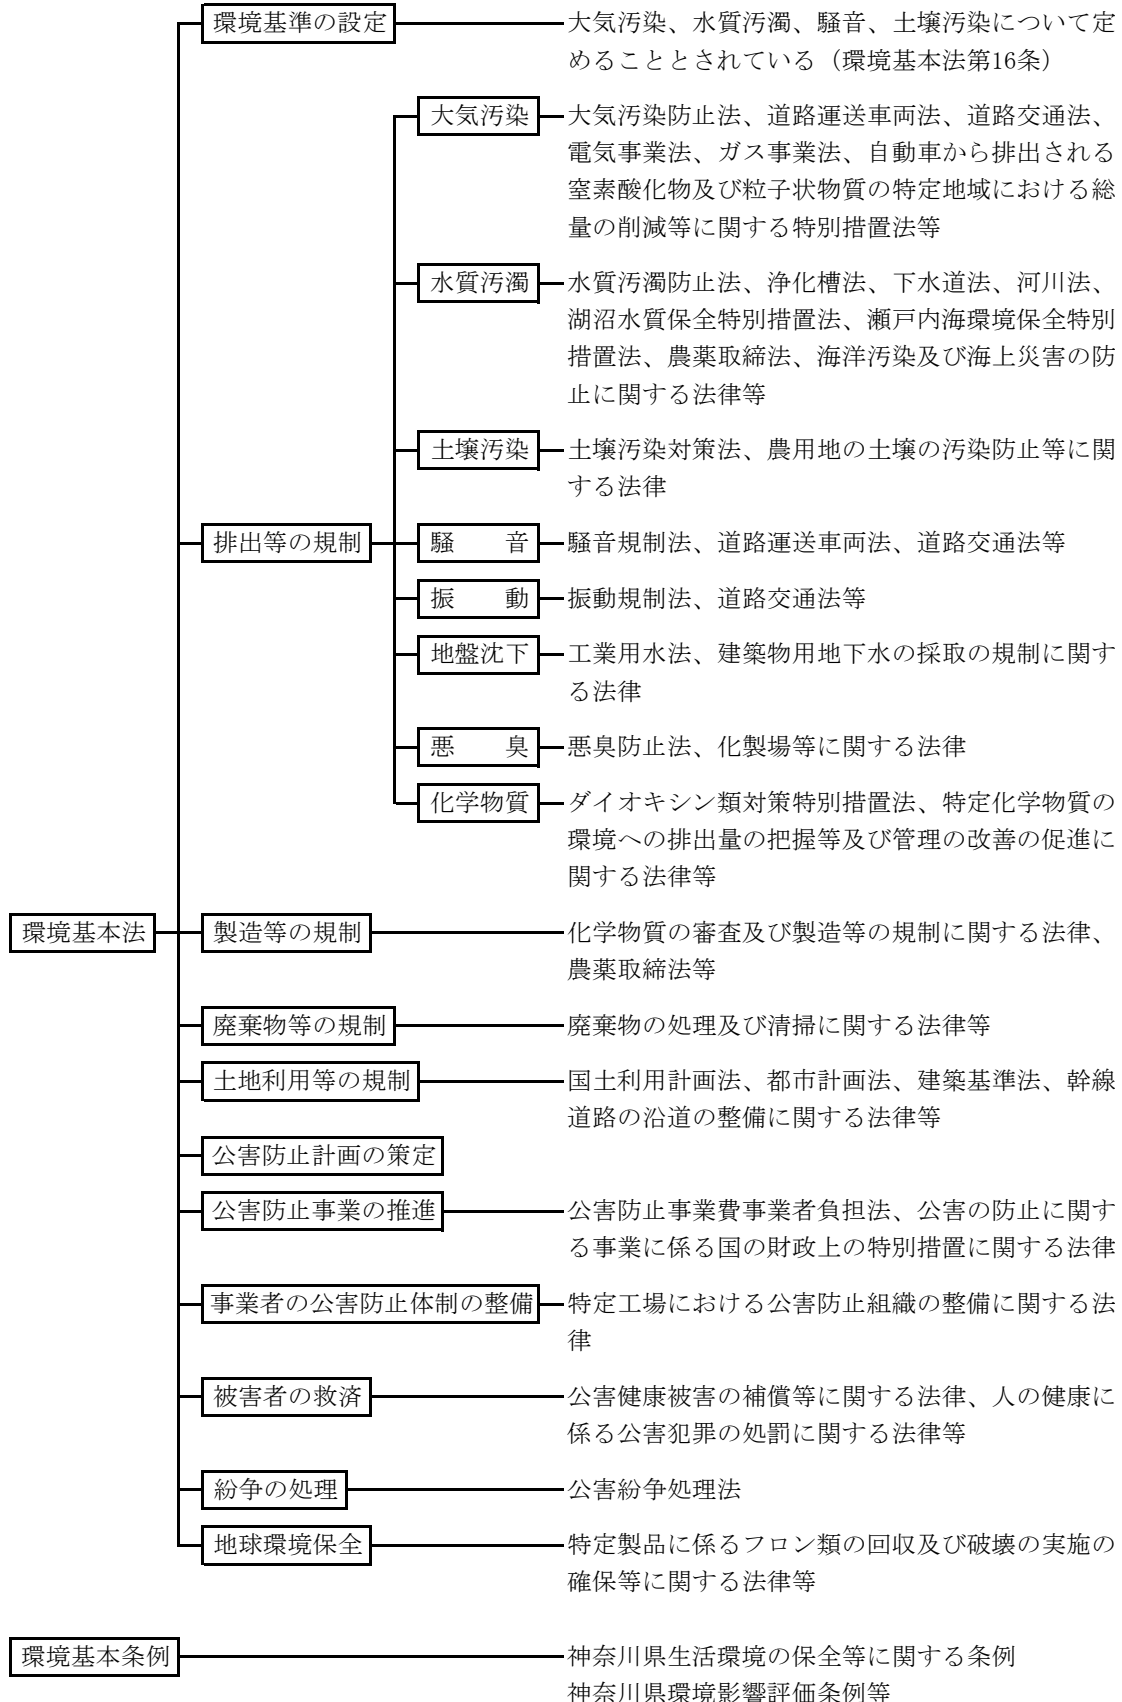 環境基準の設定
大気汚染、水質汚濁、騒音、土壌汚染について定
めることとされている（環境基本法第16条）
大気汚染
大気汚染防止法、道路運送車両法、道路交通法、
電気事業法、ガス事業法、自動車から排出される
窒素酸化物及び粒子状物質の特定地域における総
量の削減等に関する特別措置法等
水質汚濁
水質汚濁防止法、浄化槽法、下水道法、河川法、
湖沼水質保全特別措置法、瀬戸内海環境保全特別
措置法、農薬取締法、海洋汚染及び海上災害の防
止に関する法律等
土壌汚染
土壌汚染対策法、農用地の土壌の汚染防止等に関
する法律
排出等の規制
騒　　音
騒音規制法、道路運送車両法、道路交通法等
振　　動
振動規制法、道路交通法等
地盤沈下
工業用水法、建築物用地下水の採取の規制に関す
る法律
悪　　臭
悪臭防止法、化製場等に関する法律
化学物質
ダイオキシン類対策特別措置法、特定化学物質の
環境への排出量の把握等及び管理の改善の促進に
関する法律等
環境基本法
製造等の規制
化学物質の審査及び製造等の規制に関する法律、
農薬取締法等
廃棄物等の規制
廃棄物の処理及び清掃に関する法律等
土地利用等の規制
国土利用計画法、都市計画法、建築基準法、幹線
道路の沿道の整備に関する法律等
公害防止計画の策定
公害防止事業の推進
公害防止事業費事業者負担法、公害の防止に関す
る事業に係る国の財政上の特別措置に関する法律
事業者の公害防止体制の整備
特定工場における公害防止組織の整備に関する法
律
被害者の救済
公害健康被害の補償等に関する法律、人の健康に
係る公害犯罪の処罰に関する法律等
紛争の処理
公害紛争処理法
地球環境保全
特定製品に係るフロン類の回収及び破壊の実施の
確保等に関する法律等
環境基本条例
神奈川県生活環境の保全等に関する条例
神奈川県環境影響評価条例等